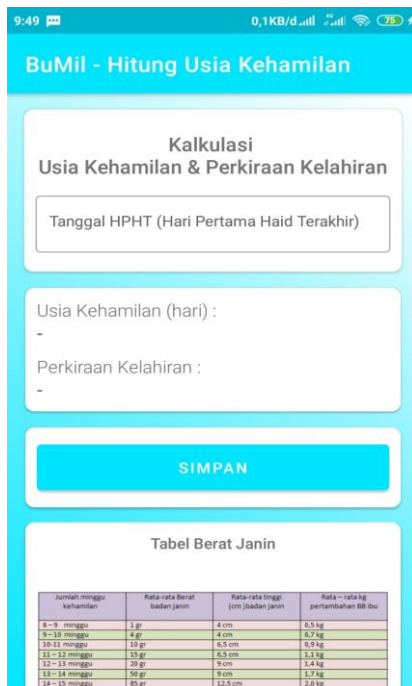 9:49
0,1KB/d
4G
75
BuMil - Hitung Usia Kehamilan
Kalkulasi
Usia Kehamilan & Perkiraan Kelahiran
Tanggal HPHT (Hari Pertama Haid Terakhir)
Usia Kehamilan (hari) :
-
Perkiraan Kelahiran :
-
SIMPAN
Tabel Berat Janin
Jumlah minggu kehamilan Rata-rata Berat badan janin Rata-rata tinggi (cm )badan janin Rata – rata kg pertambahan BB ibu
8 – 9 minggu 1 gr 4 cm 0,5 kg
9 – 10 minggu 4 gr 4 cm 0,7 kg
10-11 minggu 10 gr 6,5 cm 0,9 kg
11 – 12 minggu 15 gr 6,5 cm 1,1 kg
12 – 13 minggu 20 gr 9 cm 1,4 kg
13 – 14 minggu 50 gr 9 cm 1,7 kg
14 – 15 minggu 85 gr 12,5 cm 2,0 kg